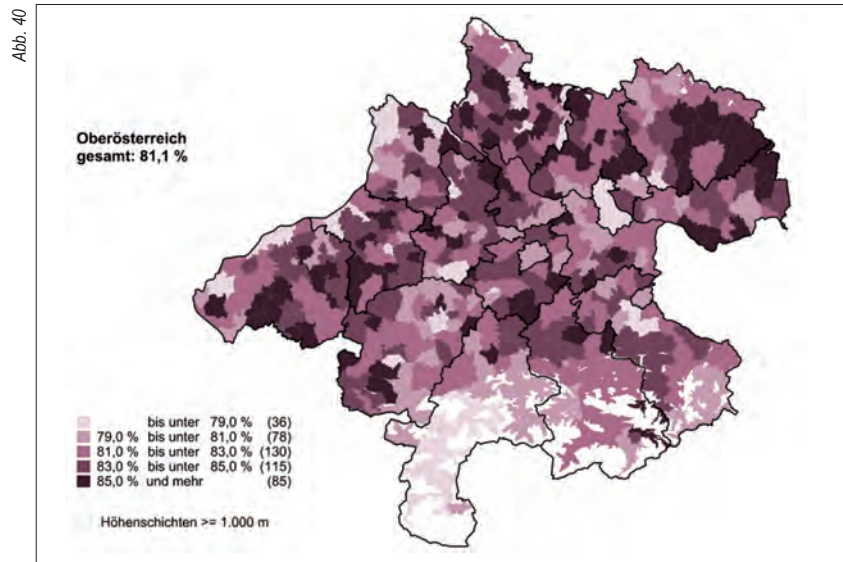 Abb. 40
Oberösterreich
gesamt: 81,1 %
bis unter 79,0 % (36)
79,0 % bis unter 81,0 % (78)
81,0 % bis unter 83,0 % (130)
83,0 % bis unter 85,0 % (115)
85,0 % und mehr (85)
Höhenschichten >= 1.000 m